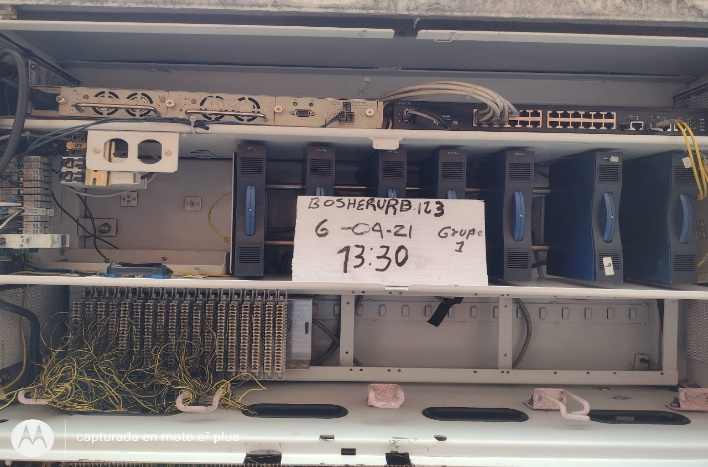 BOSHERURB.123
6 -04-21 Grupo 1
13:30
capturada en moto e⁷ plus